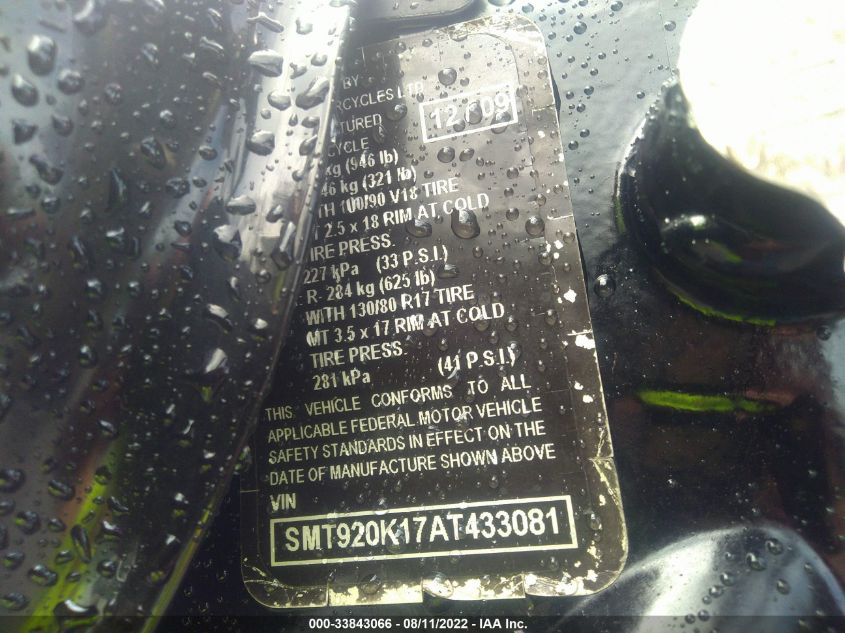 BY
RCYCLES LTD
TURED
12 / 09
CYCLE
kg (946 lb)
46 kg (321 lb)
TH 100/90 V18 TIRE
T 2.5 x 18 RIM AT COLD
TIRE PRESS.
227 kPa (33 P.S.I.)
R- 284 kg (625 lb)
WITH 130/80 R17 TIRE
MT 3.5 x 17 RIM AT COLD
TIRE PRESS.
281 kPa (41 P.S.I.)
THIS VEHICLE CONFORMS TO ALL
APPLICABLE FEDERAL MOTOR VEHICLE
SAFETY STANDARDS IN EFFECT ON THE
DATE OF MANUFACTURE SHOWN ABOVE
VIN
SMT920K17AT433081
000-33843066 - 08/11/2022 - IAA Inc.